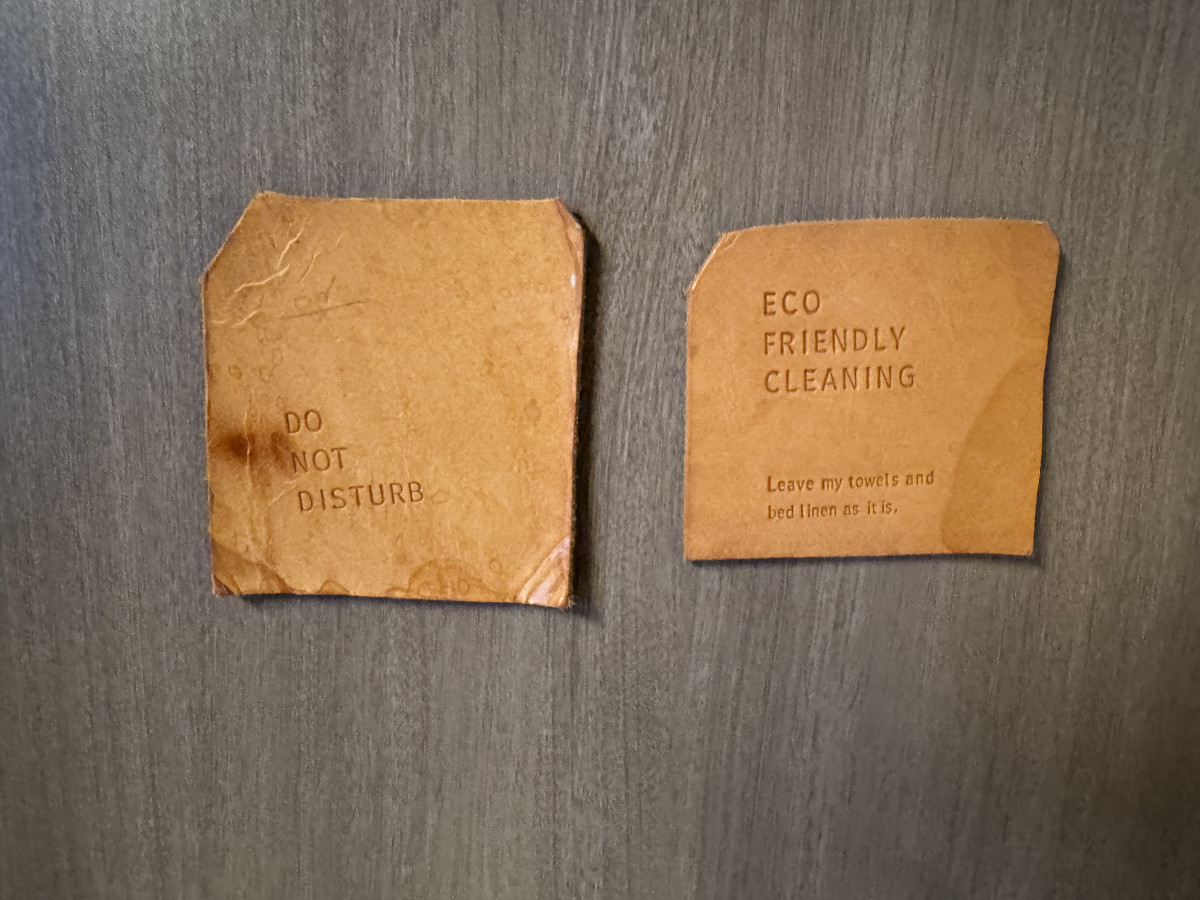 DO
NOT
DISTURB
ECO
FRIENDLY
CLEANING
Leave my towels and
bed linen as it is.